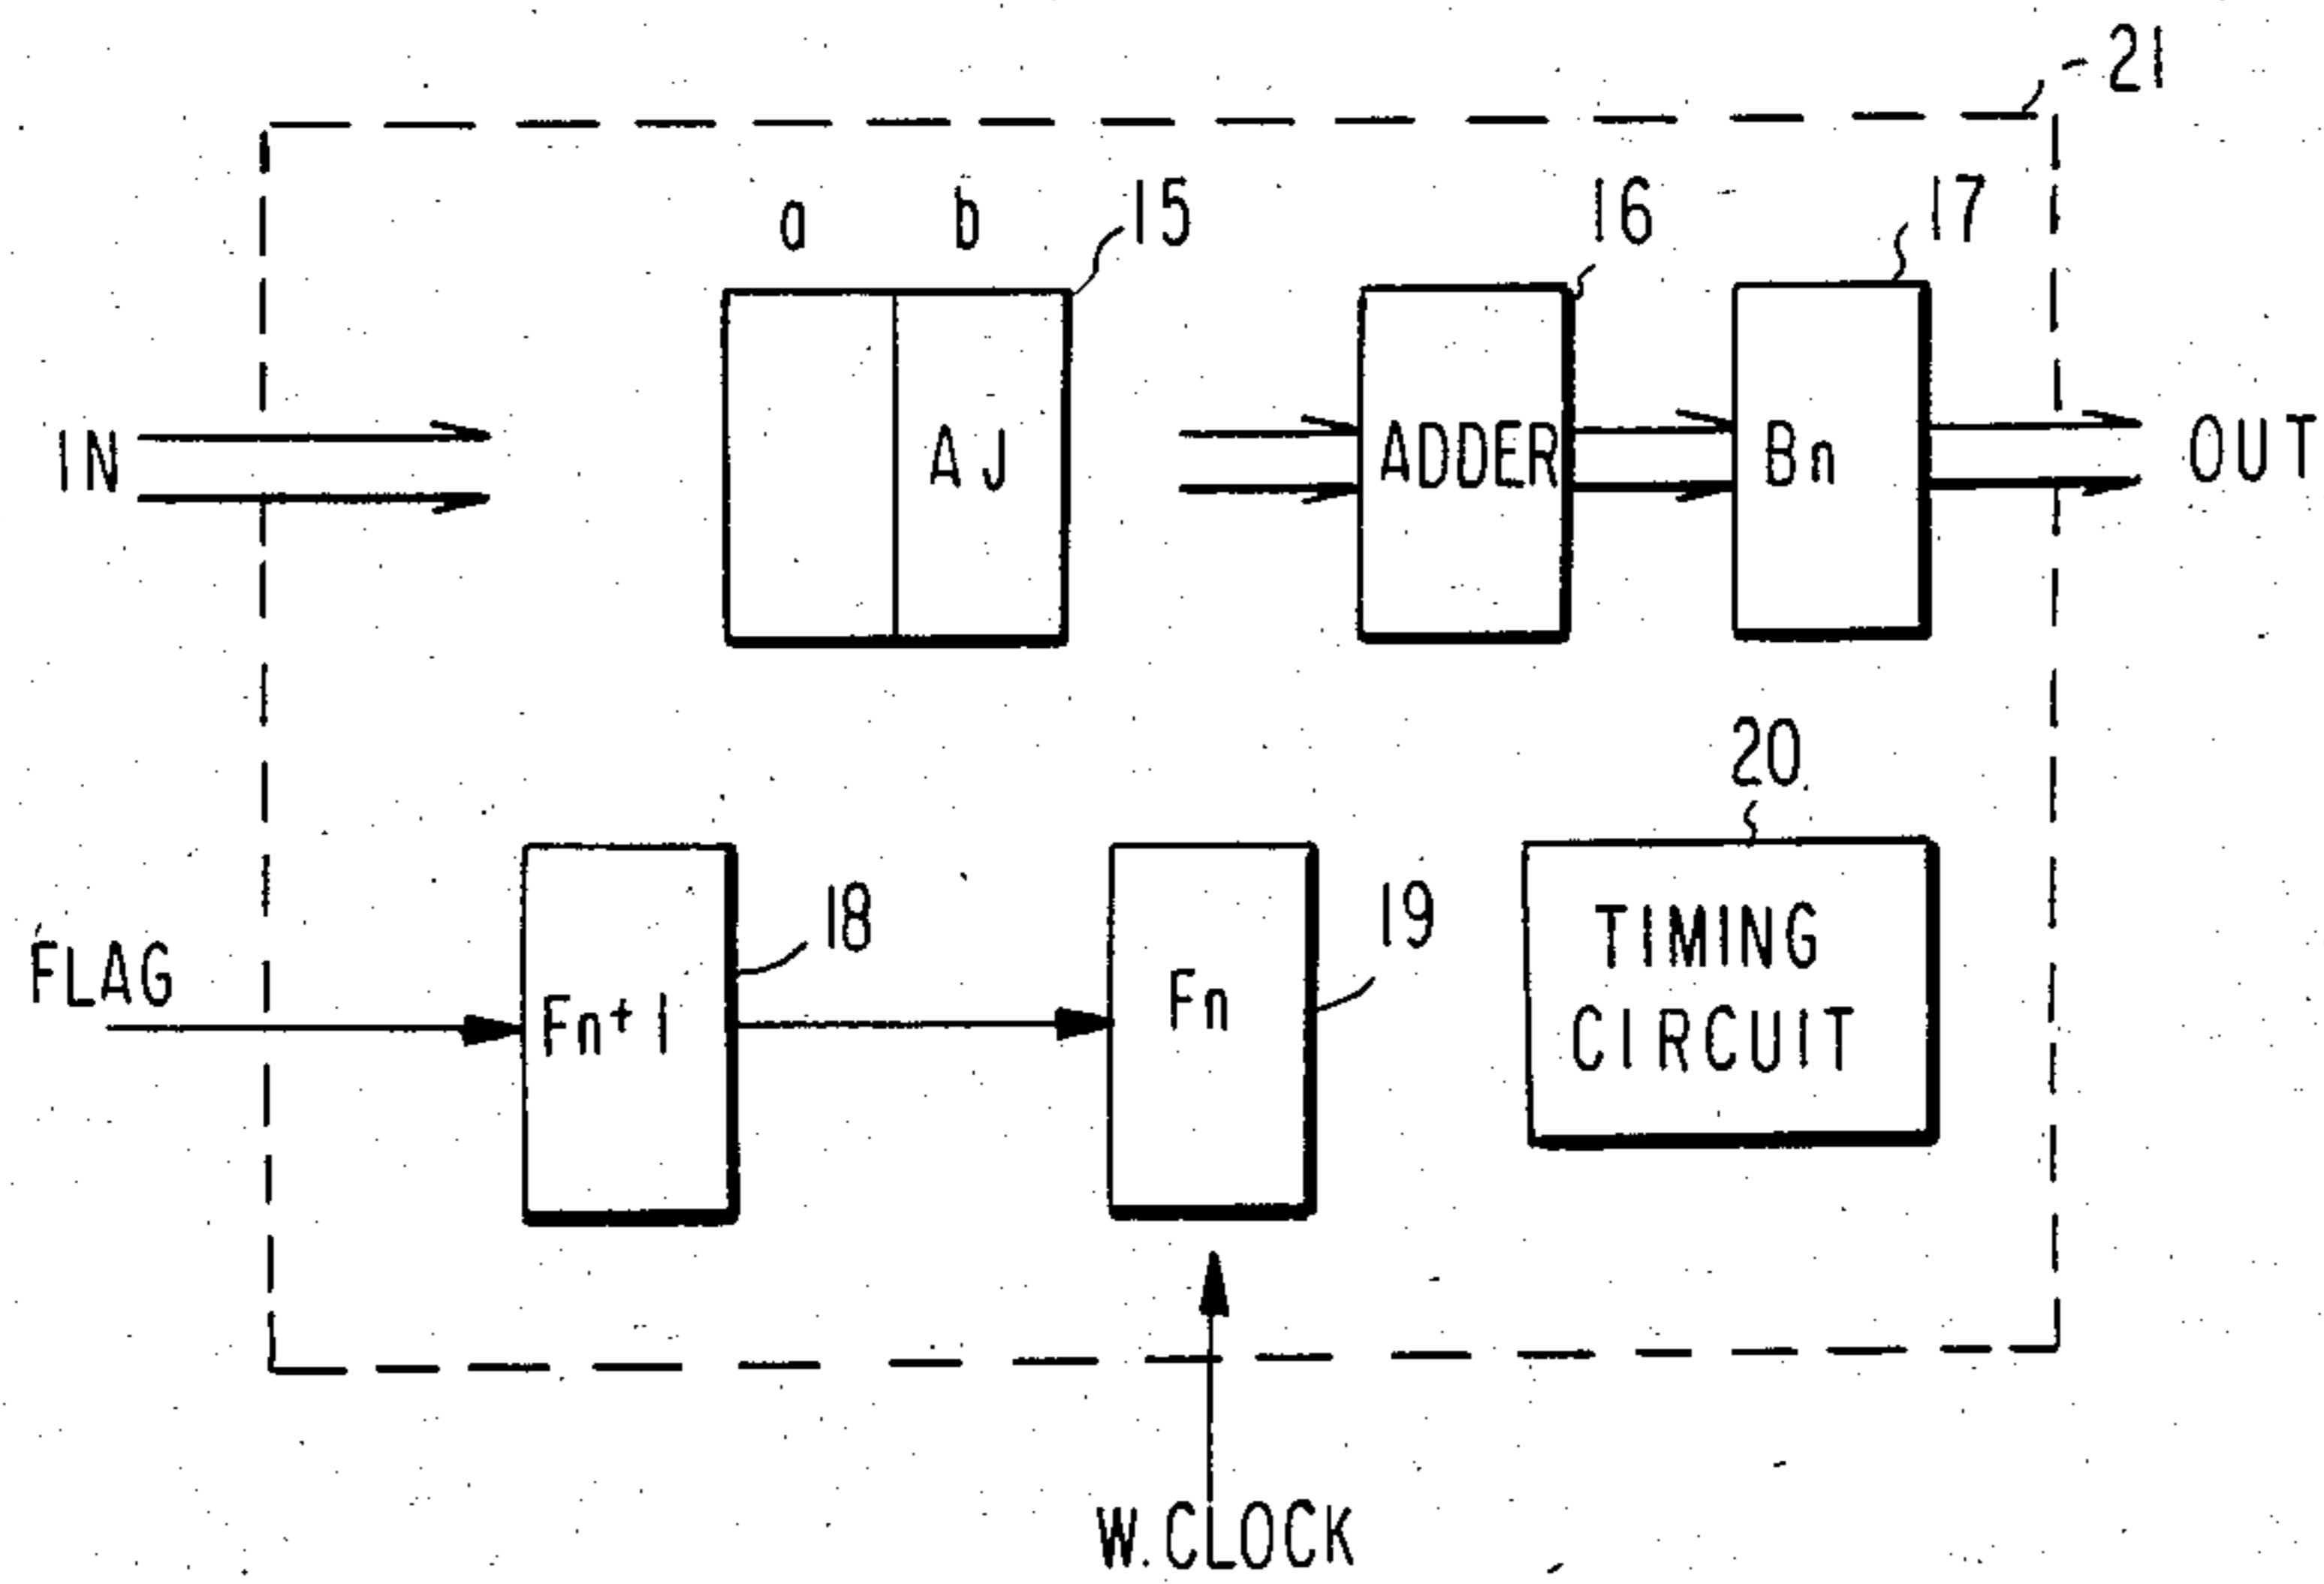 21
a b 15 16 17
IN AJ ADDER Bn OUT
20
18 19
FLAG Fn+1 Fn TIMING
CIRCUIT
W.CLOCK